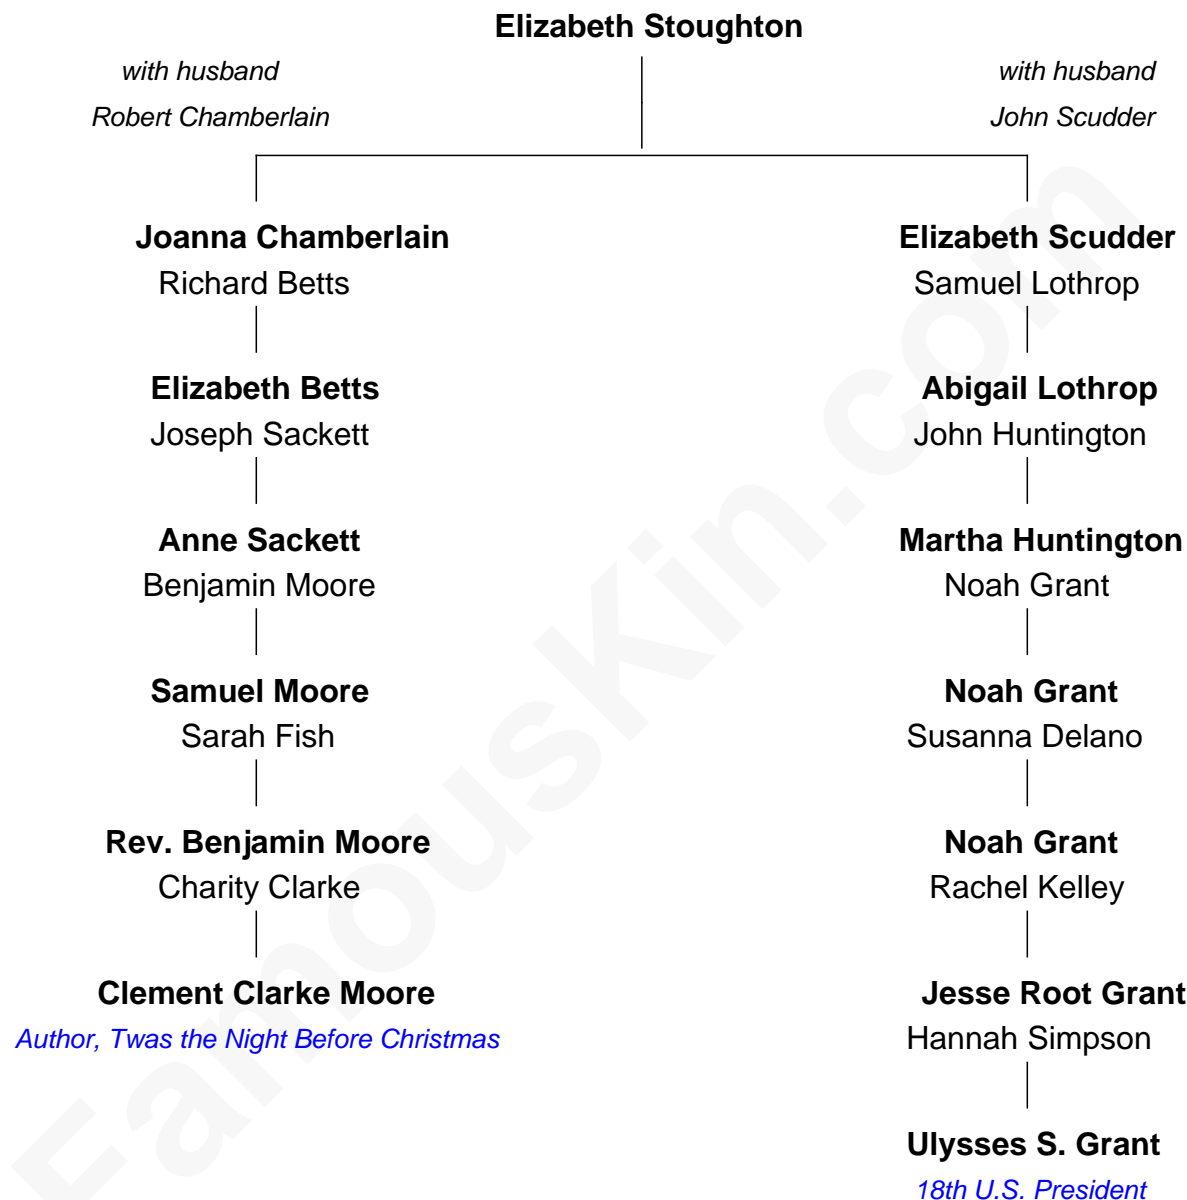 Elizabeth Stoughton
with husband
Robert Chamberlain
with husband
John Scudder
Joanna Chamberlain
Richard Betts
Elizabeth Betts
Joseph Sackett
Anne Sackett
Benjamin Moore
Samuel Moore
Sarah Fish
Rev. Benjamin Moore
Charity Clarke
Clement Clarke Moore
Author, Twas the Night Before Christmas
Elizabeth Scudder
Samuel Lothrop
Abigail Lothrop
John Huntington
Martha Huntington
Noah Grant
Noah Grant
Susanna Delano
Noah Grant
Rachel Kelley
Jesse Root Grant
Hannah Simpson
Ulysses S. Grant
18th U.S. President
FamousKin.com